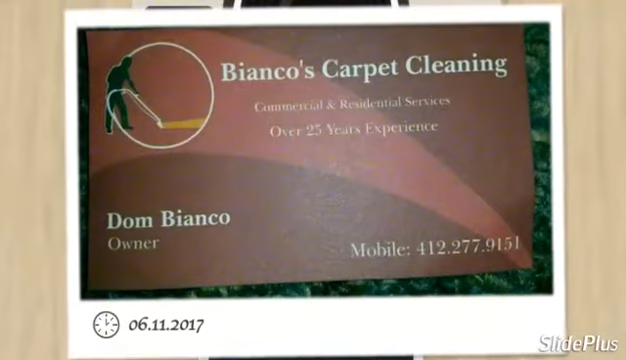 Bianco's Carpet Cleaning
Commercial & Residential Services
Over 25 Years Experience
Dom Bianco
Owner
Mobile: 412.277.9151
06.11.2017
SlidePlus